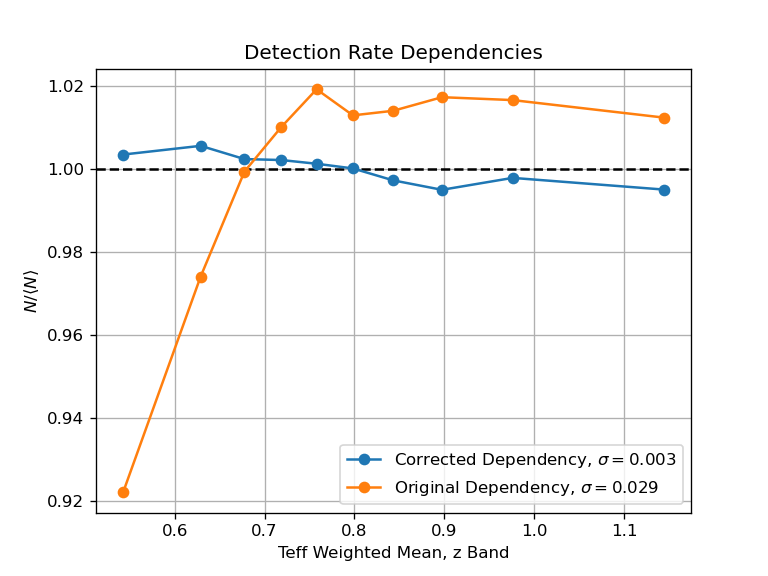 Detection Rate Dependencies
1.02
1.00
0.98
0.96
0.94
0.92
N/⟨N⟩
0.6 0.7 0.8 0.9 1.0 1.1
Teff Weighted Mean, z Band
Corrected Dependency, σ = 0.003
Original Dependency, σ = 0.029